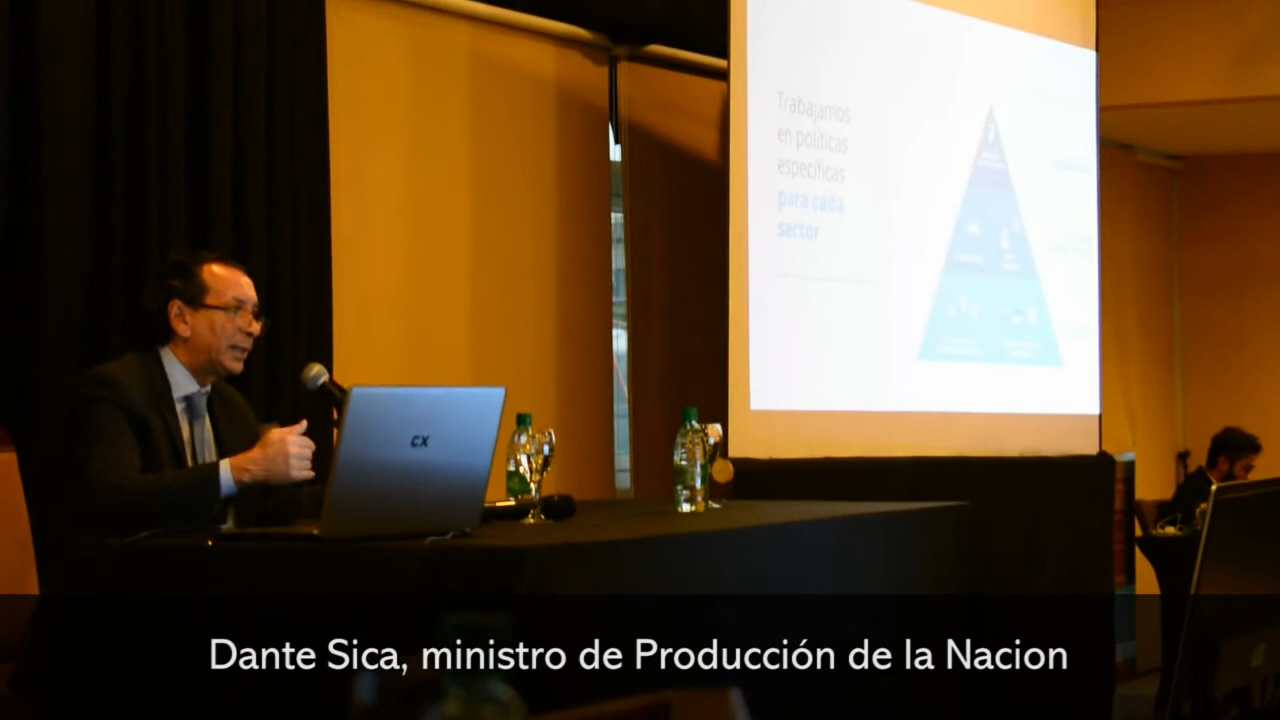 Trabajamos
en políticas
específicas
para cada
sector
CX
Dante Sica, ministro de Producción de la Nacion